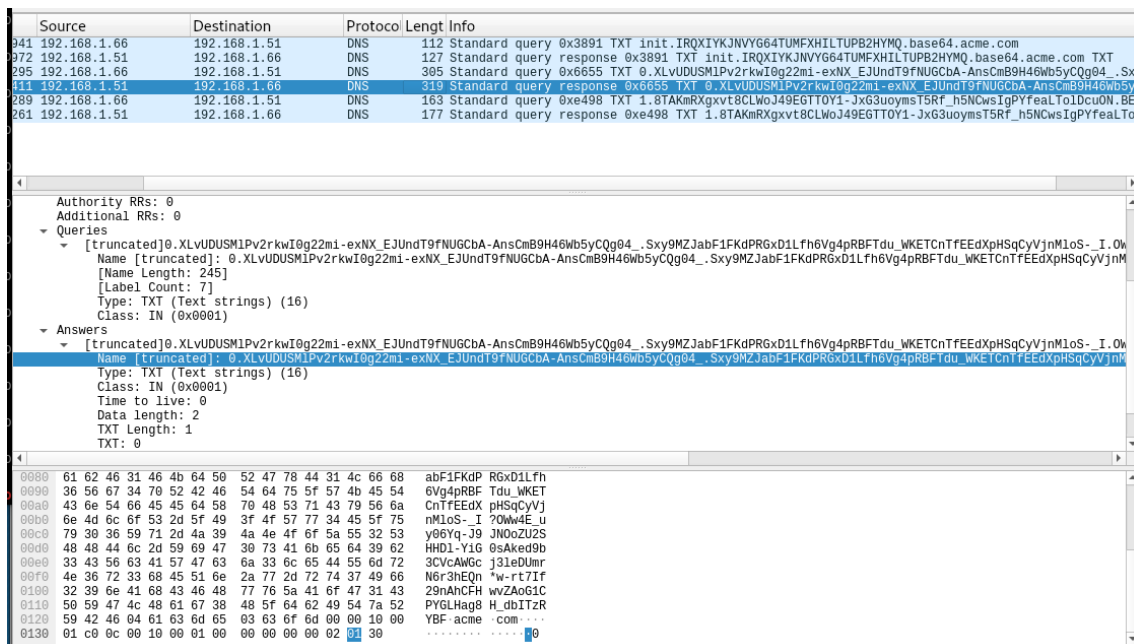 Source Destination Protocol Lengt Info
941 192.168.1.66 192.168.1.51 DNS 112 Standard query 0x3891 TXT init.IRQXIYKJNVYG64TUMFXHILTUPB2HYMQ.base64.acme.com
972 192.168.1.51 192.168.1.66 DNS 127 Standard query response 0x3891 TXT init.IRQXIYKJNVYG64TUMFXHILTUPB2HYMQ.base64.acme.com TXT
295 192.168.1.66 192.168.1.51 DNS 305 Standard query 0x6655 TXT 0.XLvUDUSMlPv2rkwI0g22mi-exNX_EJUndT9fNUGCbA-AnsCmB9H46Wb5yCQg04_.Sx
411 192.168.1.51 192.168.1.66 DNS 319 Standard query response 0x6655 TXT 0.XLvUDUSMlPv2rkwI0g22mi-exNX_EJUndT9fNUGCbA-AnsCmB9H46Wb5y
289 192.168.1.66 192.168.1.51 DNS 163 Standard query 0xe498 TXT 1.8TAKmRXgxvt8CLWoJ49EGTTOY1-JxG3uoymsT5Rf_h5NCwsIgPYfeaLTolDcuON.BE
261 192.168.1.51 192.168.1.66 DNS 177 Standard query response 0xe498 TXT 1.8TAKmRXgxvt8CLWoJ49EGTTOY1-JxG3uoymsT5Rf_h5NCwsIgPYfeaLTo
Authority RRs: 0
Additional RRs: 0
Queries
[truncated]0.XLvUDUSMlPv2rkwI0g22mi-exNX_EJUndT9fNUGCbA-AnsCmB9H46Wb5yCQg04_.Sxy9MZJabF1FKdPRGxD1Lfh6Vg4pRBFTdu_WKETCnTfEEdXpHSqCyVjnMloS-_I.OW
Name [truncated]: 0.XLvUDUSMlPv2rkwI0g22mi-exNX_EJUndT9fNUGCbA-AnsCmB9H46Wb5yCQg04_.Sxy9MZJabF1FKdPRGxD1Lfh6Vg4pRBFTdu_WKETCnTfEEdXpHSqCyVjnM
[Name Length: 245]
[Label Count: 7]
Type: TXT (Text strings) (16)
Class: IN (0x0001)
Answers
[truncated]0.XLvUDUSMlPv2rkwI0g22mi-exNX_EJUndT9fNUGCbA-AnsCmB9H46Wb5yCQg04_.Sxy9MZJabF1FKdPRGxD1Lfh6Vg4pRBFTdu_WKETCnTfEEdXpHSqCyVjnMloS-_I.OW
Name [truncated]: 0.XLvUDUSMlPv2rkwI0g22mi-exNX_EJUndT9fNUGCbA-AnsCmB9H46Wb5yCQg04_.Sxy9MZJabF1FKdPRGxD1Lfh6Vg4pRBFTdu_WKETCnTfEEdXpHSqCyVjnM
Type: TXT (Text strings) (16)
Class: IN (0x0001)
Time to live: 0
Data length: 2
TXT Length: 1
TXT: 0
0080 61 62 46 31 46 4b 64 50 52 47 78 44 31 4c 66 68 abF1FKdP RGxD1Lfh
0090 36 56 67 34 70 52 42 46 54 64 75 5f 57 4b 45 54 6Vg4pRBF Tdu_WKET
00a0 43 6e 54 66 45 45 64 58 70 48 53 71 43 79 56 6a CnTfEEdX pHSqCyVj
00b0 6e 4d 6c 6f 53 2d 5f 49 3f 4f 57 77 34 45 5f 75 nMloS-_I ?OWw4E_u
00c0 79 30 36 59 71 2d 4a 39 4a 4e 4f 6f 5a 55 32 53 y06Yq-J9 JNOoZU2S
00d0 48 48 44 6c 2d 59 69 47 30 73 41 6b 65 64 39 62 HHDl-YiG 0sAked9b
00e0 33 43 56 63 41 57 47 63 6a 33 6c 65 44 55 6d 72 3CVcAWGc j3leDUmr
00f0 4e 36 72 33 68 45 51 6e 2a 77 2d 72 74 37 49 66 N6r3hEQn *w-rt7If
0100 32 39 6e 41 68 43 46 48 77 76 5a 41 6f 47 31 43 29nAhCFH wvZAoG1C
0110 50 59 47 4c 48 61 67 38 48 5f 64 62 49 54 7a 52 PYGLHag8 H_dbITzR
0120 59 42 46 04 61 63 6d 65 03 63 6f 6d 00 00 10 00 YBF·acme ·com····
0130 01 c0 0c 00 10 00 01 00 00 00 00 00 02 01 30 ········ ······0